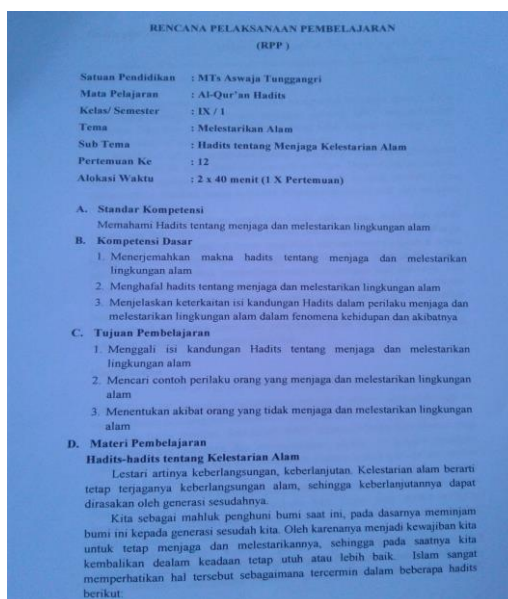 RENCANA PELAKSANAAN PEMBELAJARAN
(RPP )
Satuan Pendidikan : MTs Aswaja Tunggangri
Mata Pelajaran : Al-Qur'an Hadits
Kelas/ Semester : IX / 1
Tema : Melestarikan Alam
Sub Tema : Hadits tentang Menjaga Kelestarian Alam
Pertemuan Ke : 12
Alokasi Waktu : 2 x 40 menit (1 X Pertemuan)
A. Standar Kompetensi
Memahami Hadits tentang menjaga dan melestarikan lingkungan alam
B. Kompetensi Dasar
1. Menerjemahkan makna hadits tentang menjaga dan melestarikan
lingkungan alam
2. Menghafal hadits tentang menjaga dan melestarikan lingkungan alam
3. Menjelaskan keterkaitan isi kandungan Hadits dalam perilaku menjaga dan
melestarikan lingkungan alam dalam fenomena kehidupan dan akibatnya
C. Tujuan Pembelajaran
1. Menggali isi kandungan Hadits tentang menjaga dan melestarikan
lingkungan alam
2. Mencari contoh perilaku orang yang menjaga dan melestarikan lingkungan
alam
3. Menentukan akibat orang yang tidak menjaga dan melestarikan lingkungan
alam
D. Materi Pembelajaran
Hadits-hadits tentang Kelestarian Alam
Lestari artinya keberlangsungan, keberlanjutan. Kelestarian alam berarti
tetap terjaganya keberlangsungan alam, sehingga keberlanjutannya dapat
dirasakan oleh generasi sesudahnya.
Kita sebagai mahluk penghuni bumi saat ini, pada dasarnya meminjam
bumi ini kepada generasi sesudah kita. Oleh karenanya menjadi kewajiban kita
untuk tetap menjaga dan melestarikannya, sehingga pada saatnya kita
kembalikan dealam keadaan tetap utuh atau lebih baik. Islam sangat
memperhatikan hal tersebut sebagaimana tercermin dalam beberapa hadits
berikut: